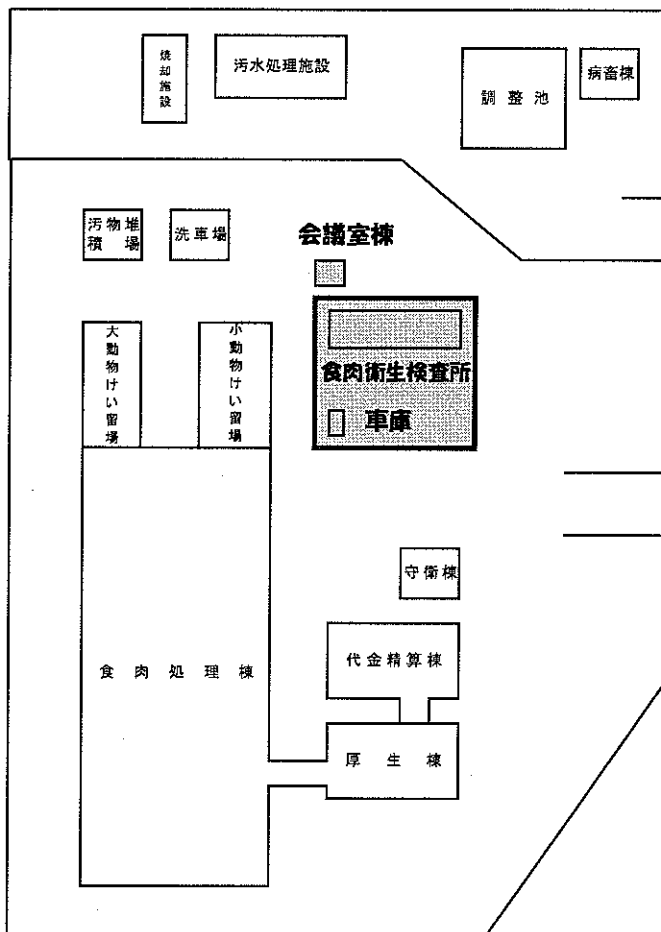 焼却施設
汚水処理施設
調整池
病畜棟
汚物堆
積場
洗車場
会議室棟
大動物けい留場
小動物けい留場
食肉衛生検査所
車庫
守衛棟
代金精算棟
食肉処理棟
厚生棟